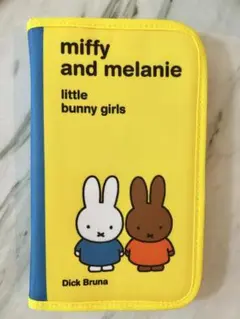 miffy
and melanie
little
bunny girls
Dick Bruna